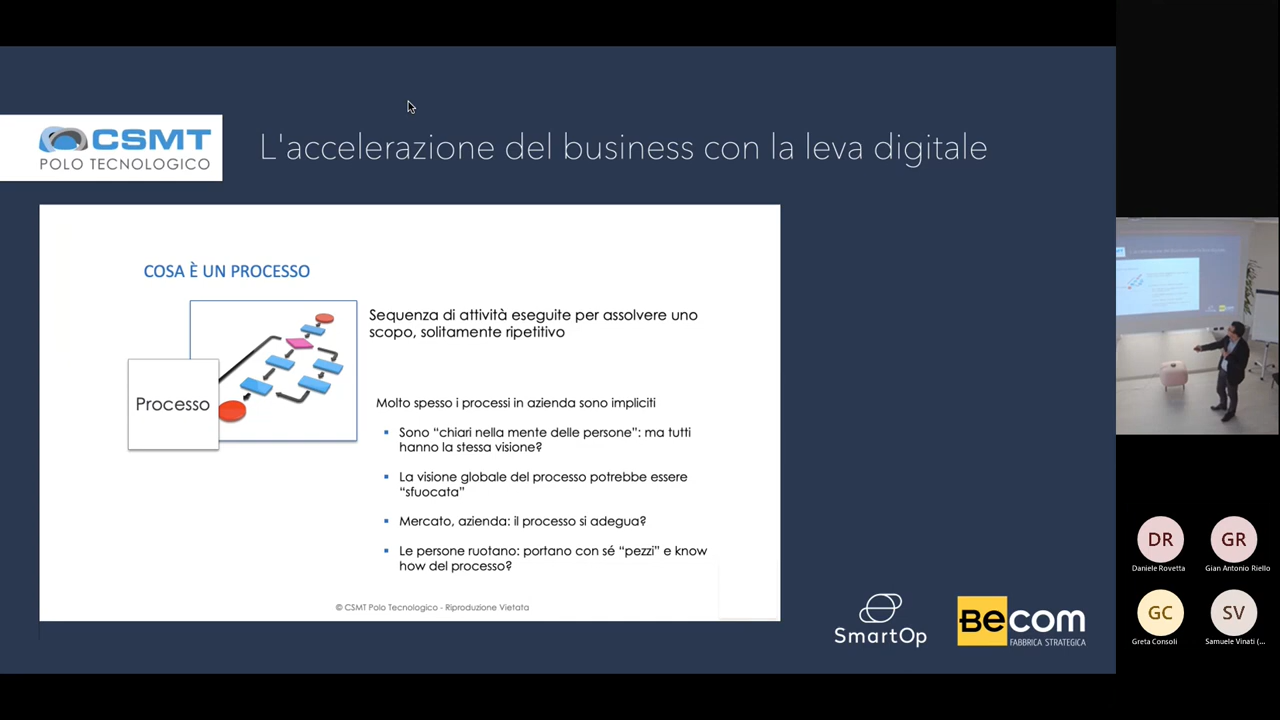 CSMT
POLO TECNOLOGICO
L'accelerazione del business con la leva digitale
COSA È UN PROCESSO
Processo
Sequenza di attività eseguite per assolvere uno
scopo, solitamente ripetitivo
Molto spesso i processi in azienda sono impliciti
▪ Sono “chiari nella mente delle persone”: ma tutti
hanno la stessa visione?
▪ La visione globale del processo potrebbe essere
“sfuocata”
▪ Mercato, azienda: il processo si adegua?
▪ Le persone ruotano: portano con sé “pezzi” e know
how del processo?
© CSMT Polo Tecnologico - Riproduzione Vietata
SmartOp
Becom
FABBRICA STRATEGICA
DR
Daniele Rovetta
GR
Gian Antonio Riello
GC
Greta Consoli
SV
Samuele Vinati (...